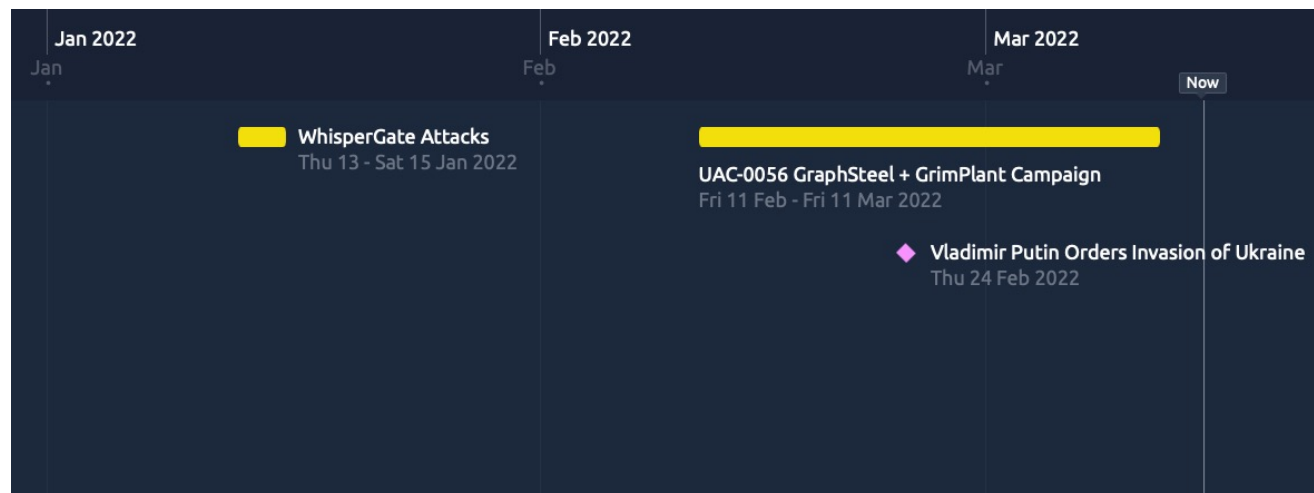 Jan 2022
Feb 2022
Mar 2022
Jan
Feb
Mar
Now
WhisperGate Attacks
Thu 13 - Sat 15 Jan 2022
UAC-0056 GraphSteel + GrimPlant Campaign
Fri 11 Feb - Fri 11 Mar 2022
Vladimir Putin Orders Invasion of Ukraine
Thu 24 Feb 2022